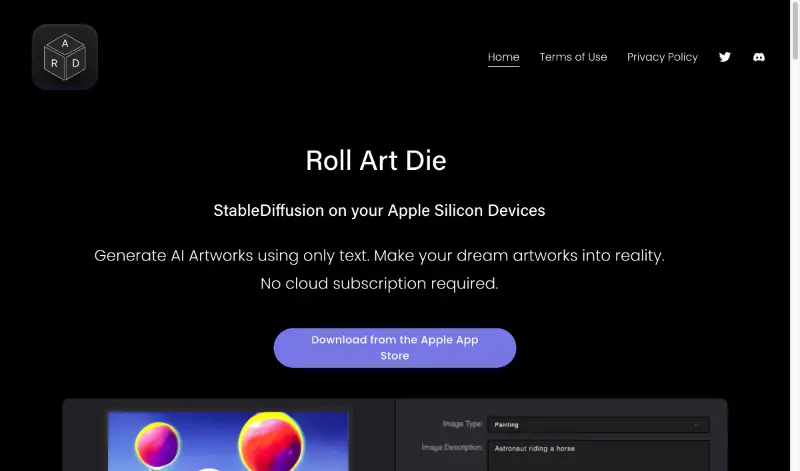 A
R D
Home Terms of Use Privacy Policy
Roll Art Die
StableDiffusion on your Apple Silicon Devices
Generate AI Artworks using only text. Make your dream artworks into reality.
No cloud subscription required.
Download from the Apple App
Store
Image Type: Painting
Image Description: Astronaut riding a horse